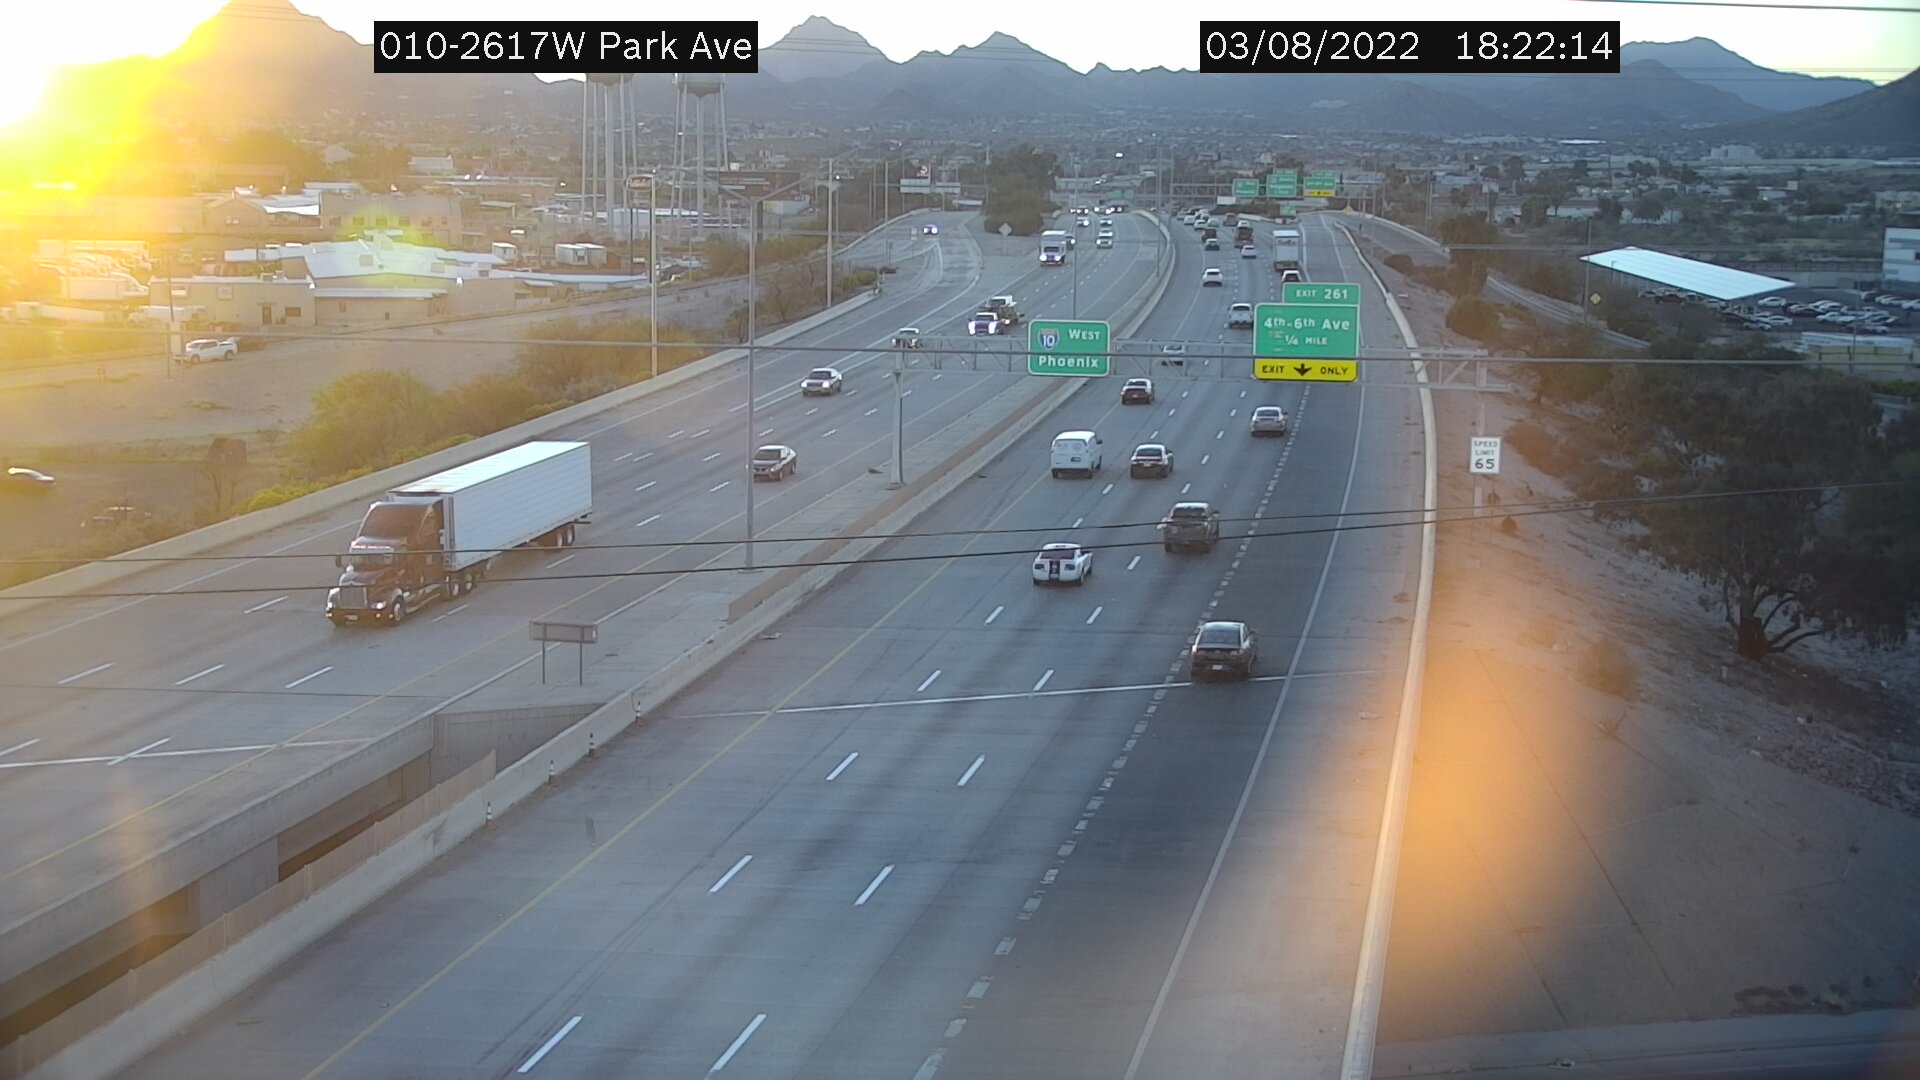 010-2617W Park Ave
03/08/2022 18:22:14
EXIT 261
10 WEST
Phoenix
4th-6th Ave
1/4 MILE
EXIT ONLY
SPEED
LIMIT
65